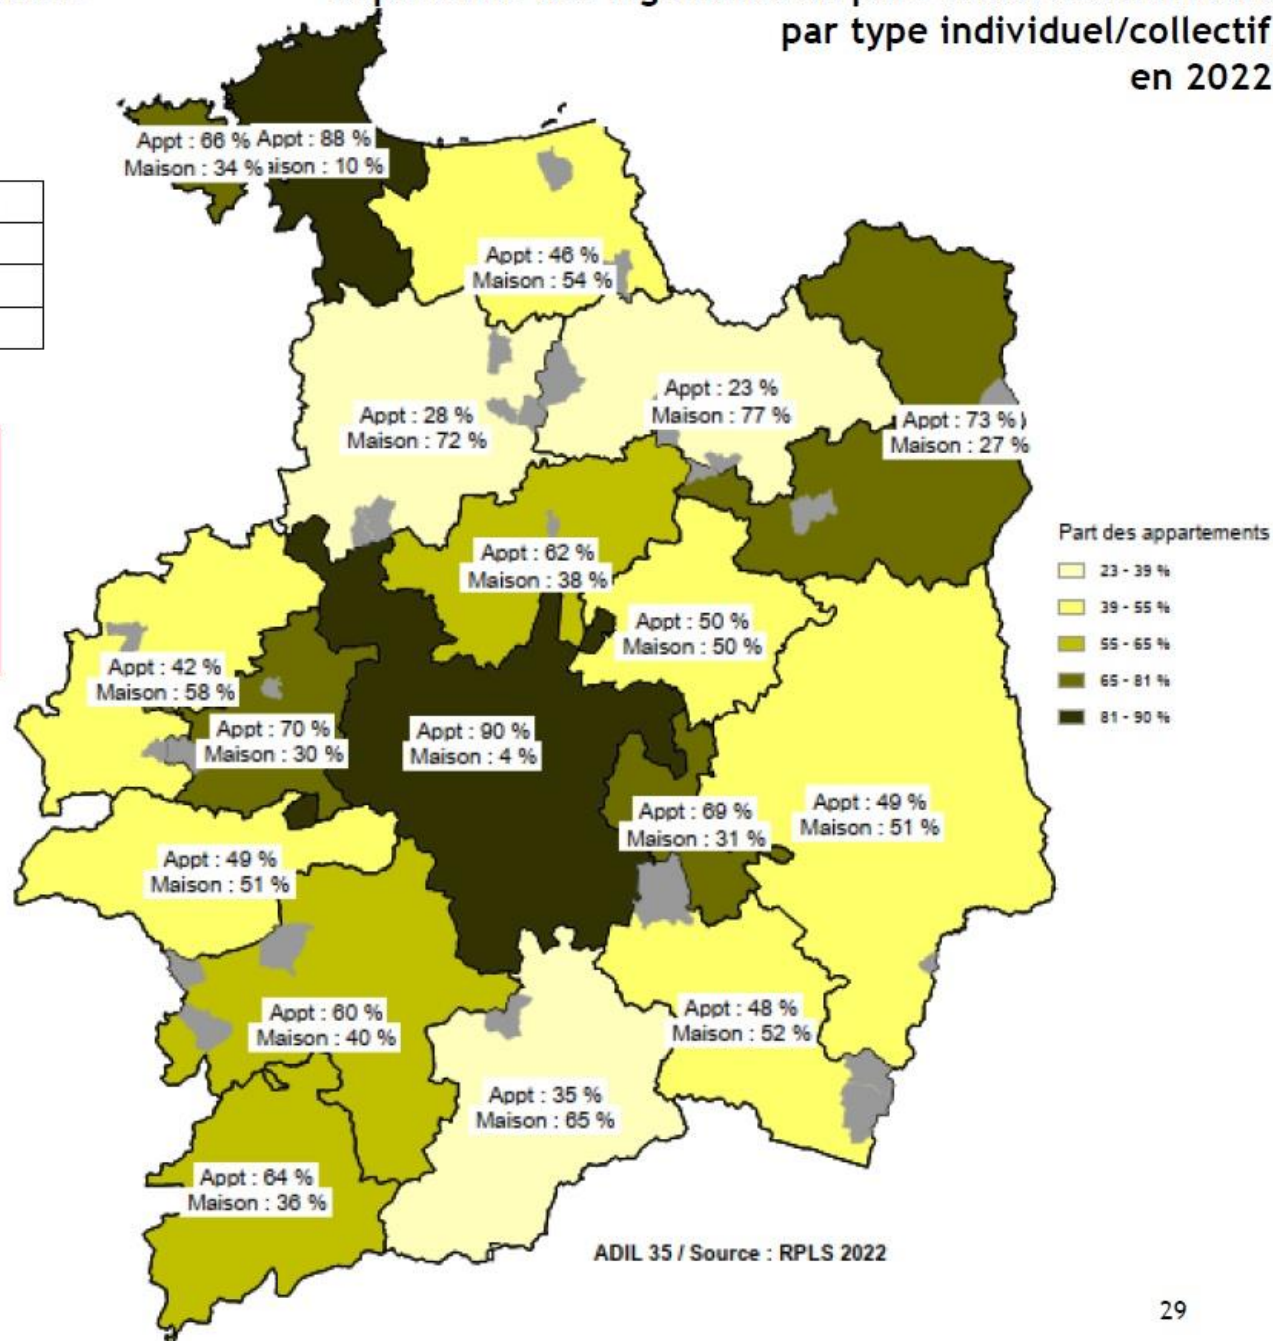 par type individuel/collectif
en 2022
Appt : 66 %
Maison : 34 %
Appt : 88 %
aison : 10 %
Appt : 46 %
Maison : 54 %
Appt : 23 %
Maison : 77 %
Appt : 28 %
Maison : 72 %
Appt : 73 %)
Maison : 27 %
Appt : 62 %
Maison : 38 %
Appt : 50 %
Maison : 50 %
Appt : 42 %
Maison : 58 %
Appt : 70 %
Maison : 30 %
Appt : 90 %
Maison : 4 %
Appt : 69 %
Maison : 31 %
Appt : 49 %
Maison : 51 %
Appt : 49 %
Maison : 51 %
Appt : 60 %
Maison : 40 %
Appt : 48 %
Maison : 52 %
Appt : 35 %
Maison : 65 %
Appt : 64 %
Maison : 36 %
Part des appartements
23 - 39 %
39 - 55 %
55 - 65 %
65 - 81 %
81 - 90 %
ADIL 35 / Source : RPLS 2022
29